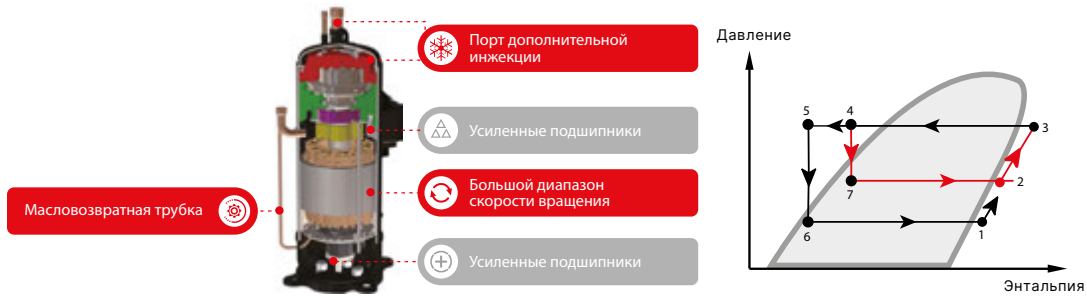 Порт дополнительной
инжекции
Усиленные подшипники
Большой диапазон
скорости вращения
Масловозвратная трубка
Усиленные подшипники
Давление
5
4
3
7
2
6
1
Энтальпия